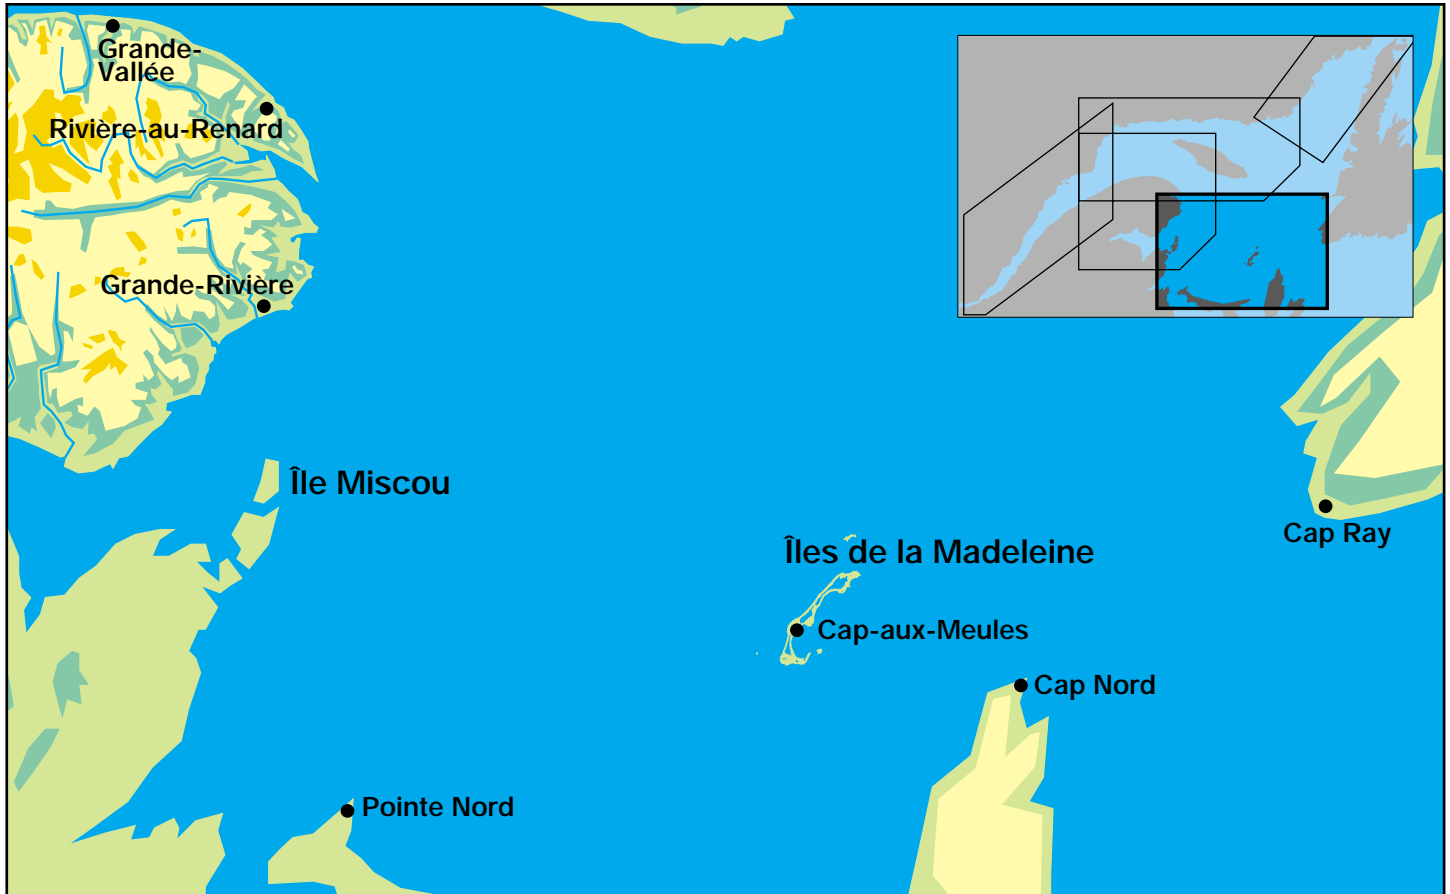 Grande-
Vallée
Rivière-au-Renard
Grande-Rivière
Île Miscou
Cap Ray
Îles de la Madeleine
Cap-aux-Meules
Cap Nord
Pointe Nord